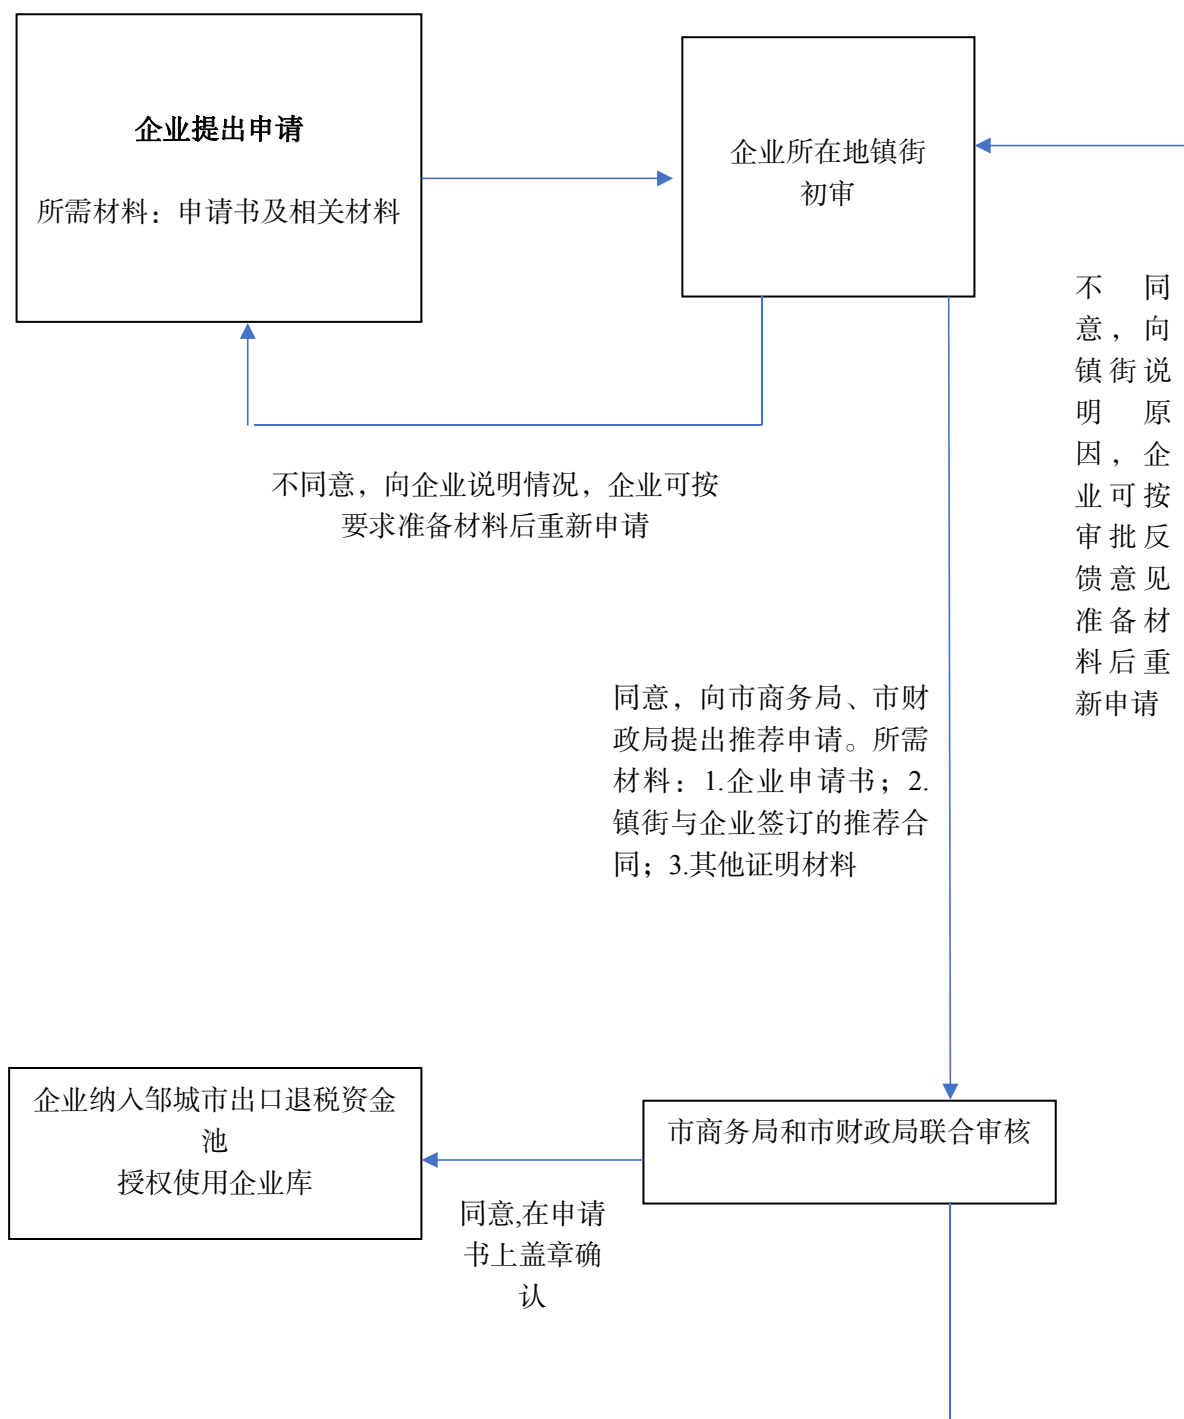 企业提出申请
所需材料：申请书及相关材料
企业所在地镇街
初审
不同意，向企业说明情况，企业可按
要求准备材料后重新申请
不同
意，向
镇街说
明原
因，企
业可按
审批反
馈意见
准备材
料后重
新申请
同意，向市商务局、市财
政局提出推荐申请。所需
材料：1.企业申请书；2.
镇街与企业签订的推荐合
同；3.其他证明材料
企业纳入邹城市出口退税资金
池
授权使用企业库
市商务局和市财政局联合审核
同意,在申请
书上盖章确
认